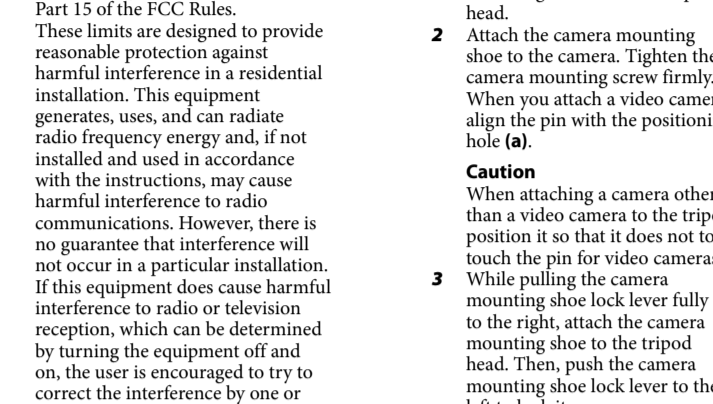 Part 15 of the FCC Rules.
These limits are designed to provide
reasonable protection against
harmful interference in a residential
installation. This equipment
generates, uses, and can radiate
radio frequency energy and, if not
installed and used in accordance
with the instructions, may cause
harmful interference to radio
communications. However, there is
no guarantee that interference will
not occur in a particular installation.
If this equipment does cause harmful
interference to radio or television
reception, which can be determined
by turning the equipment off and
on, the user is encouraged to try to
correct the interference by one or
head.
2 Attach the camera mounting
shoe to the camera. Tighten the
camera mounting screw firmly.
When you attach a video camer
align the pin with the positioni
hole (a).
Caution
When attaching a camera other
than a video camera to the trip
position it so that it does not to
touch the pin for video cameras
3 While pulling the camera
mounting shoe lock lever fully
to the right, attach the camera
mounting shoe to the tripod
head. Then, push the camera
mounting shoe lock lever to the